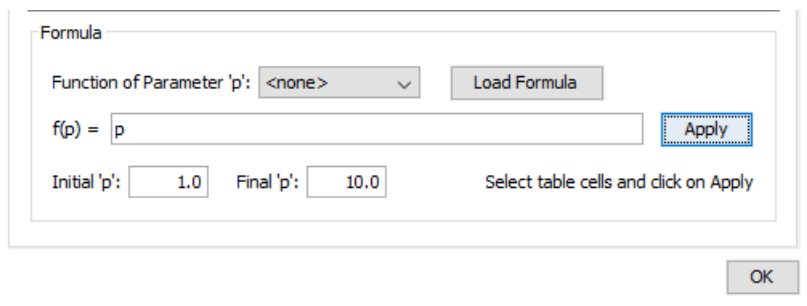 Formula
Function of Parameter 'p': <none> Load Formula
f(p) = p Apply
Initial 'p': 1.0 Final 'p': 10.0 Select table cells and click on Apply
OK